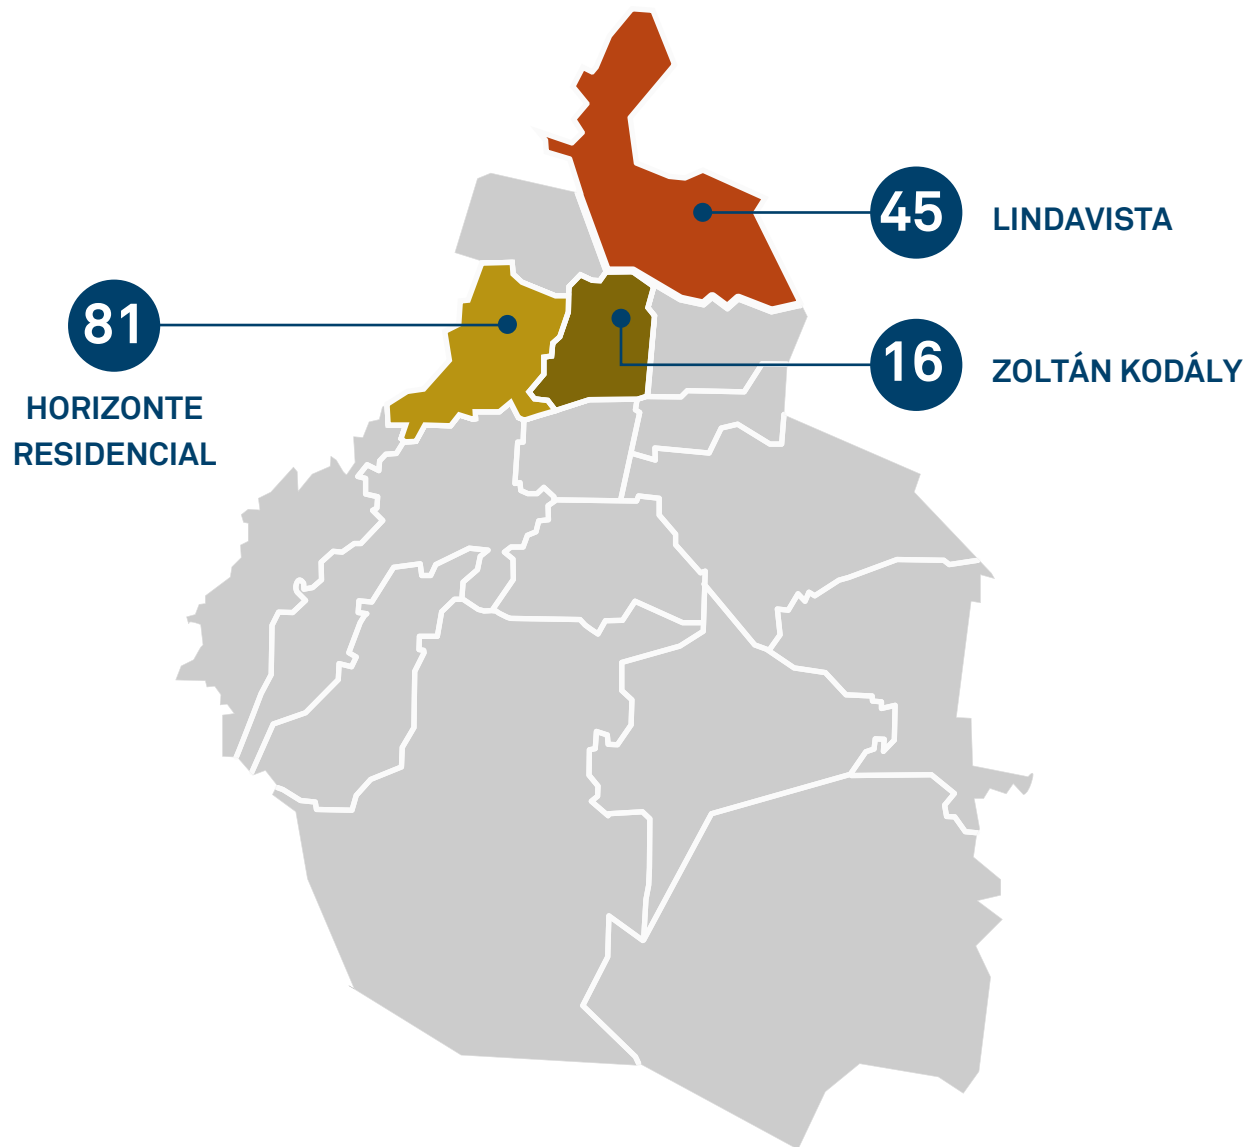 45
LINDAVISTA
81
HORIZONTE
RESIDENCIAL
16
ZOLTÁN KODÁLY